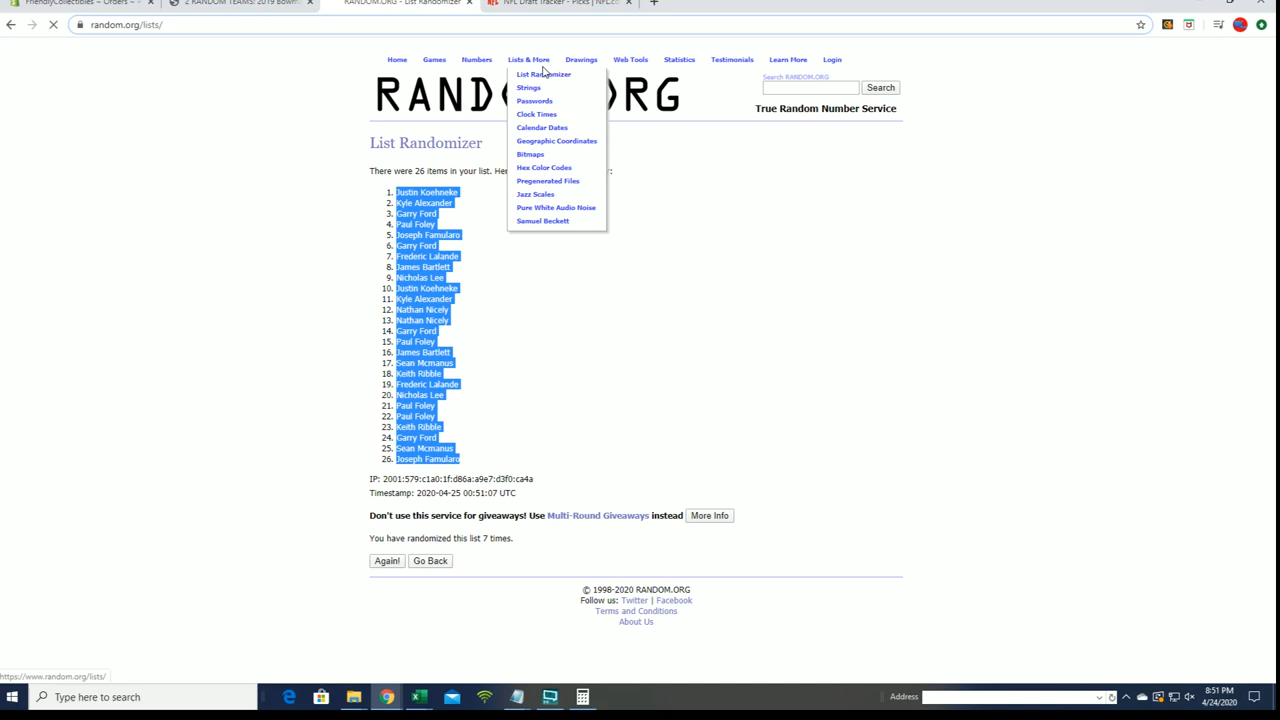 FriendlyCollectibles ~ Orders ~
2 RANDOM TEAMS: 2019 Bowm
RANDOM.ORG - List Randomizer
NFL Draft Tracker - Picks | NFL.co
random.org/lists/
Home Games Numbers Lists & More Drawings Web Tools Statistics Testimonials Learn More Login
List Randomizer
Strings
Passwords
Clock Times
Calendar Dates
Geographic Coordinates
Bitmaps
Hex Color Codes
Pregenerated Files
Jazz Scales
Pure White Audio Noise
Samuel Beckett
Search RANDOM.ORG
Search
True Random Number Service
List Randomizer
There were 26 items in your list. Her
1. Justin Koehneke
2. Kyle Alexander
3. Garry Ford
4. Paul Foley
5. Joseph Famularo
6. Garry Ford
7. Frederic Lalande
8. James Bartlett
9. Nicholas Lee
10. Justin Koehneke
11. Kyle Alexander
12. Nathan Nicely
13. Nathan Nicely
14. Garry Ford
15. Paul Foley
16. James Bartlett
17. Sean Mcmanus
18. Keith Ribble
19. Frederic Lalande
20. Nicholas Lee
21. Paul Foley
22. Paul Foley
23. Keith Ribble
24. Garry Ford
25. Sean Mcmanus
26. Joseph Famularo
IP: 2001:579:c1a0:1f:d86a:a9e7:d3f0:ca4a
Timestamp: 2020-04-25 00:51:07 UTC
Don't use this service for giveaways! Use Multi-Round Giveaways instead More Info
You have randomized this list 7 times.
Again! Go Back
© 1998-2020 RANDOM.ORG
Follow us: Twitter | Facebook
Terms and Conditions
About Us
https://www.random.org/lists/
Type here to search
Address
8:51 PM
4/24/2020